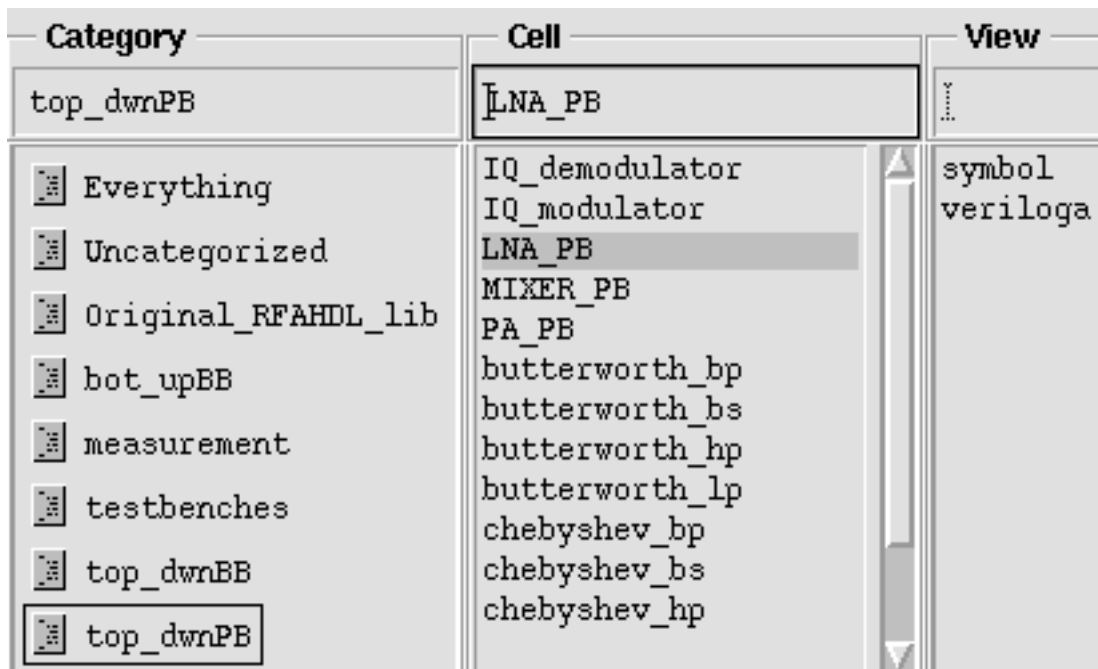 Category
top_dwnPB
Everything
Uncategorized
Original_RFAHDL_lib
bot_upBB
measurement
testbenches
top_dwnBB
top_dwnPB
Cell
LNA_PB
IQ_demodulator
IQ_modulator
LNA_PB
MIXER_PB
PA_PB
butterworth_bp
butterworth_bs
butterworth_hp
butterworth_lp
chebyshev_bp
chebyshev_bs
chebyshev_hp
View
symbol
veriloga